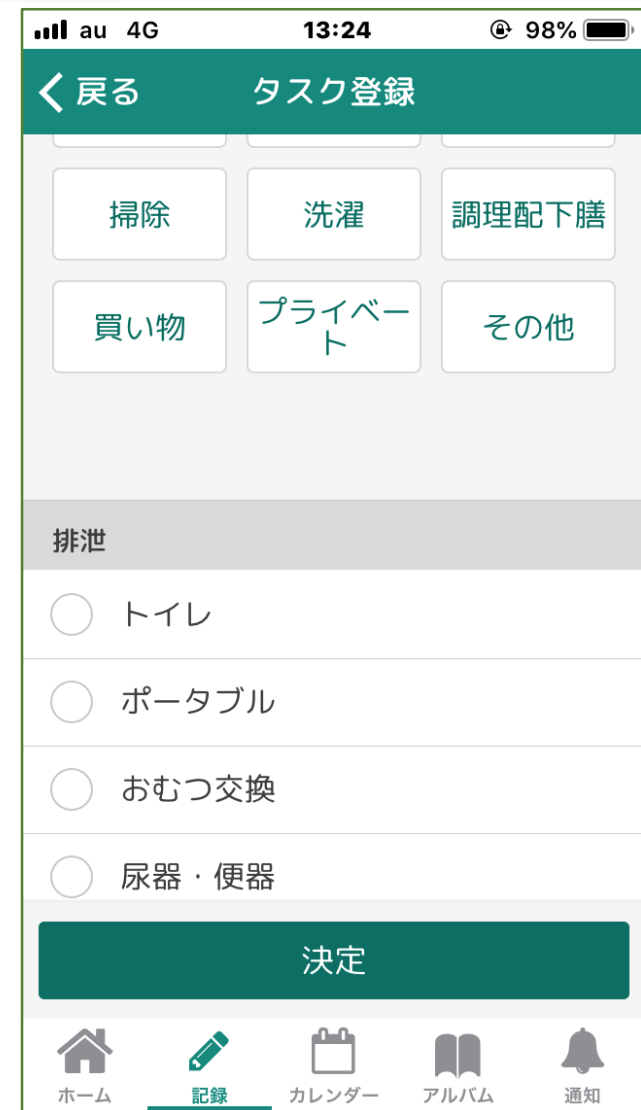 au 4G 13:24 98%
戻る タスク登録
掃除 洗濯 調理配下膳
買い物 プライベー
ト その他
排泄
トイレ
ポータブル
おむつ交換
尿器・便器
決定
ホーム 記録 カレンダー アルバム 通知